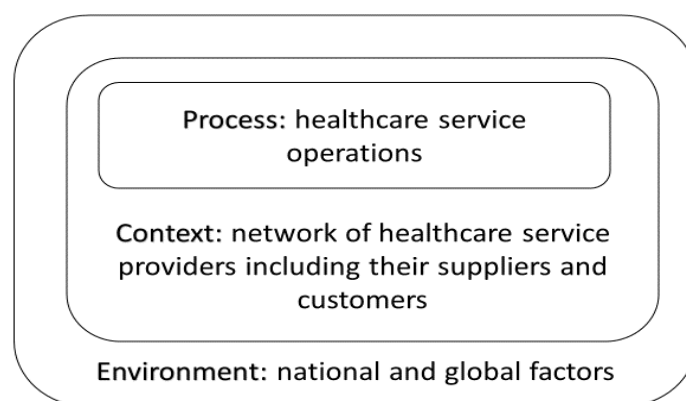 Process: healthcare service
operations
Context: network of healthcare service
providers including their suppliers and
customers
Environment: national and global factors